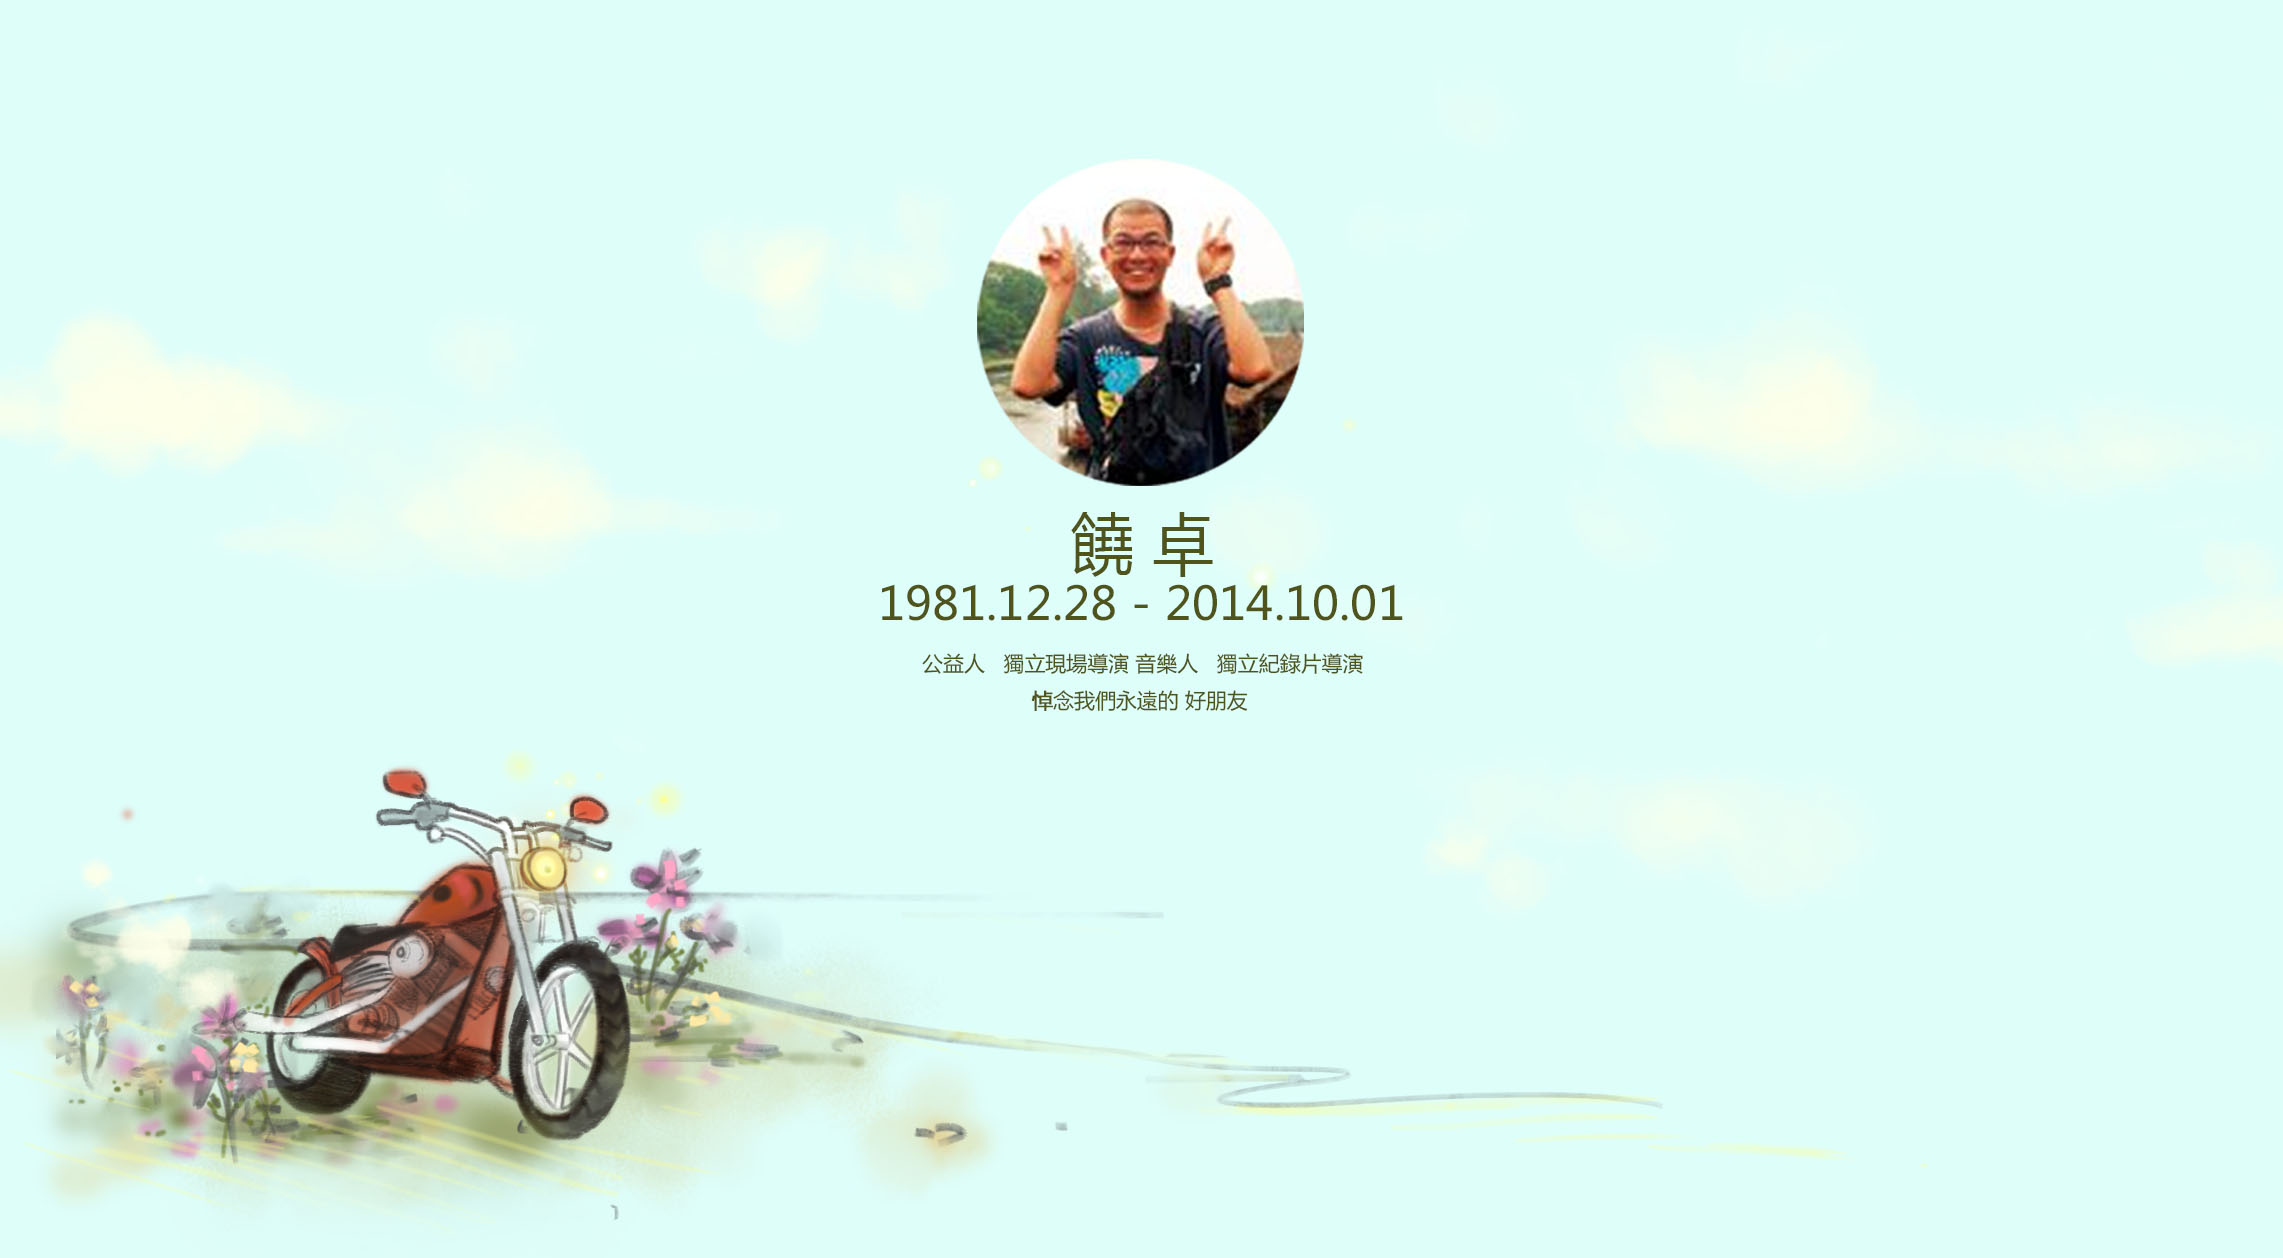 饒 卓
1981.12.28 - 2014.10.01
公益人 獨立現場導演 音樂人 獨立紀錄片導演
悼念我們永遠的 好朋友